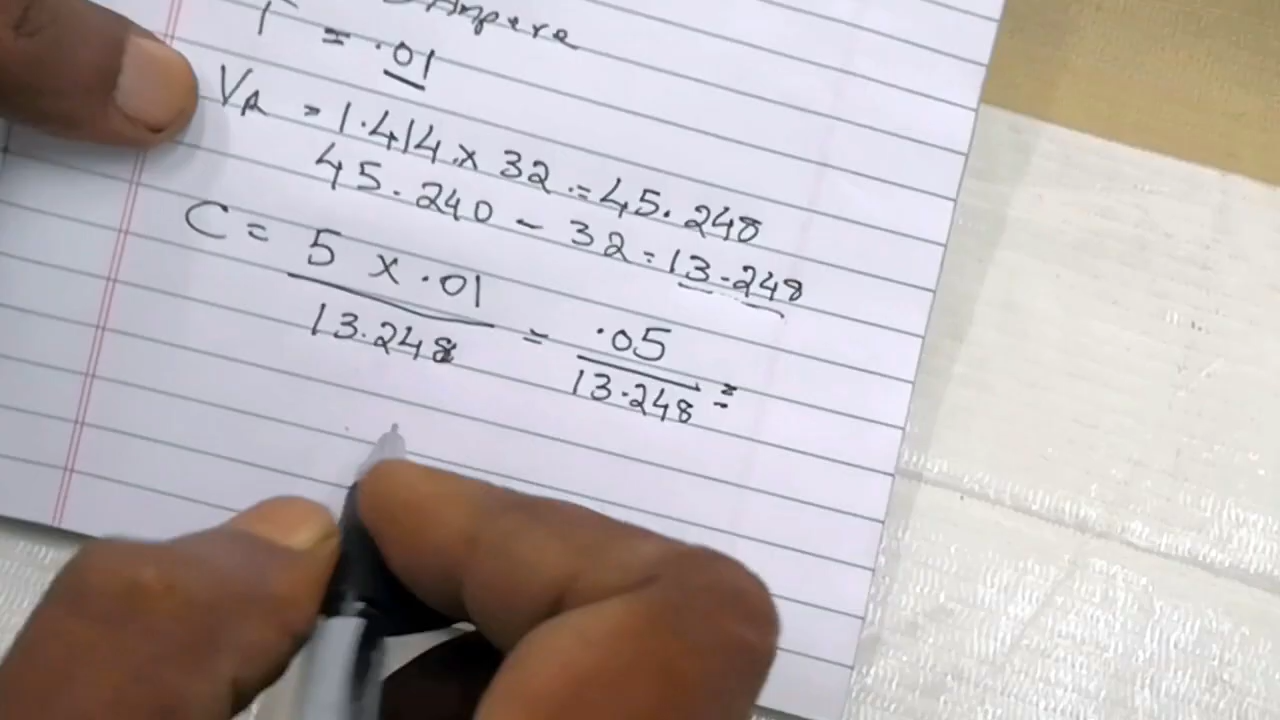 Ampere
= .01
VR = 1.414 x 32 = 45.248
45.240 - 32 = 13.248
C = 5 x .01 / 13.248 = .05 / 13.248 =